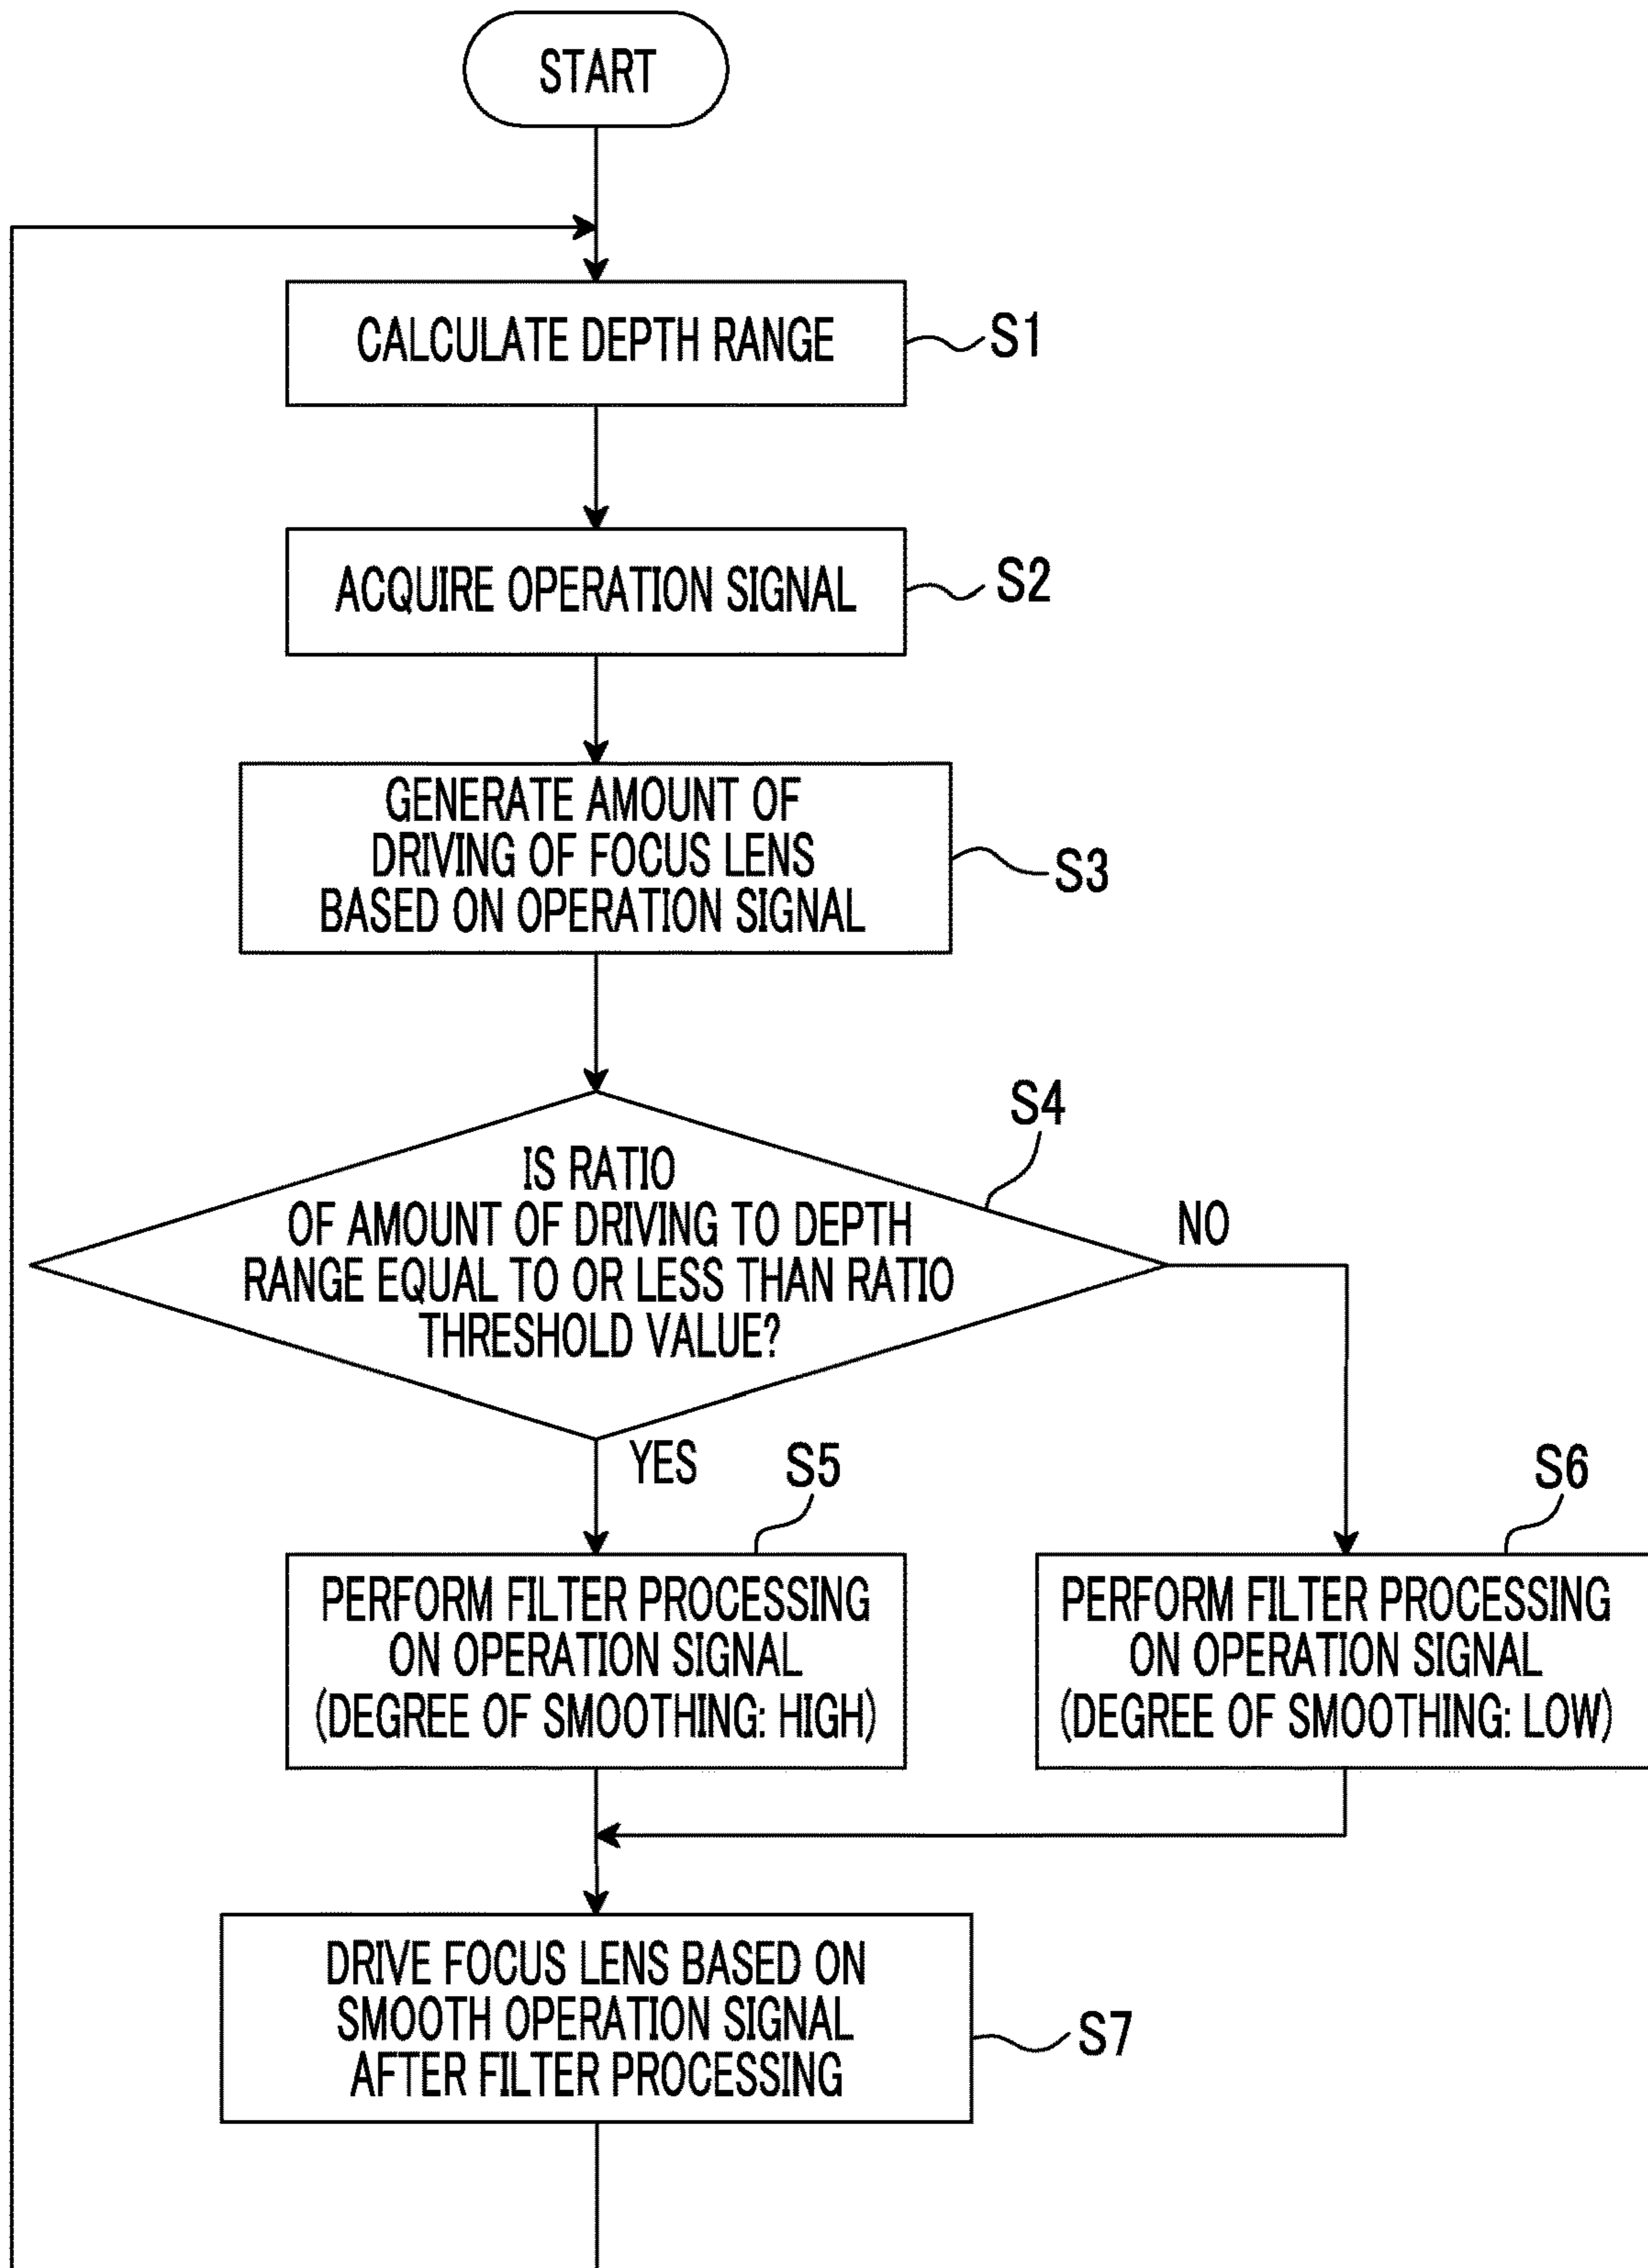 START
CALCULATE DEPTH RANGE
S1
ACQUIRE OPERATION SIGNAL
S2
GENERATE AMOUNT OF
DRIVING OF FOCUS LENS
BASED ON OPERATION SIGNAL
S3
S4
IS RATIO
OF AMOUNT OF DRIVING TO DEPTH
RANGE EQUAL TO OR LESS THAN RATIO
THRESHOLD VALUE?
NO
YES
S5
PERFORM FILTER PROCESSING
ON OPERATION SIGNAL
(DEGREE OF SMOOTHING: HIGH)
S6
PERFORM FILTER PROCESSING
ON OPERATION SIGNAL
(DEGREE OF SMOOTHING: LOW)
DRIVE FOCUS LENS BASED ON
SMOOTH OPERATION SIGNAL
AFTER FILTER PROCESSING
S7